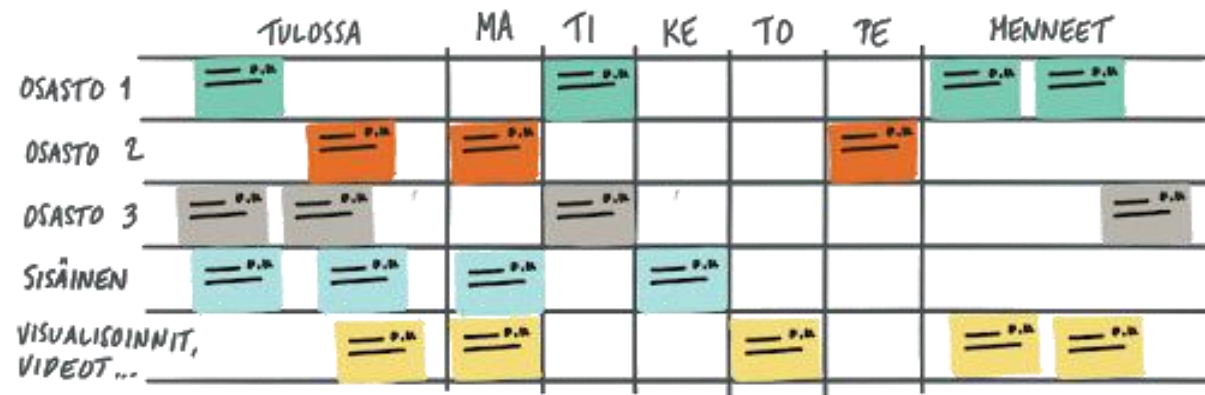 TULOSSA MA TI KE TO PE MENNEET
OSASTO 1
OSASTO 2
OSASTO 3
SISÄINEN
VISUALISOINNIT,
VIDEOT...